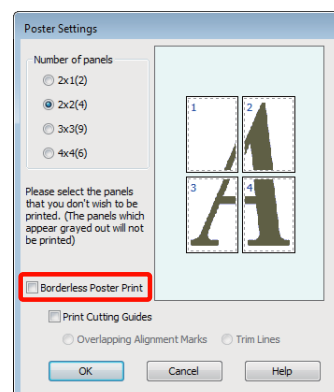 Poster Settings
Number of panels
2x1(2)
2x2(4)
3x3(9)
4x4(6)
1
2
3
4
Please select the panels
that you don't wish to be
printed. (The panels which
appear grayed out will not
be printed)
Borderless Poster Print
Print Cutting Guides
Overlapping Alignment Marks
Trim Lines
OK
Cancel
Help